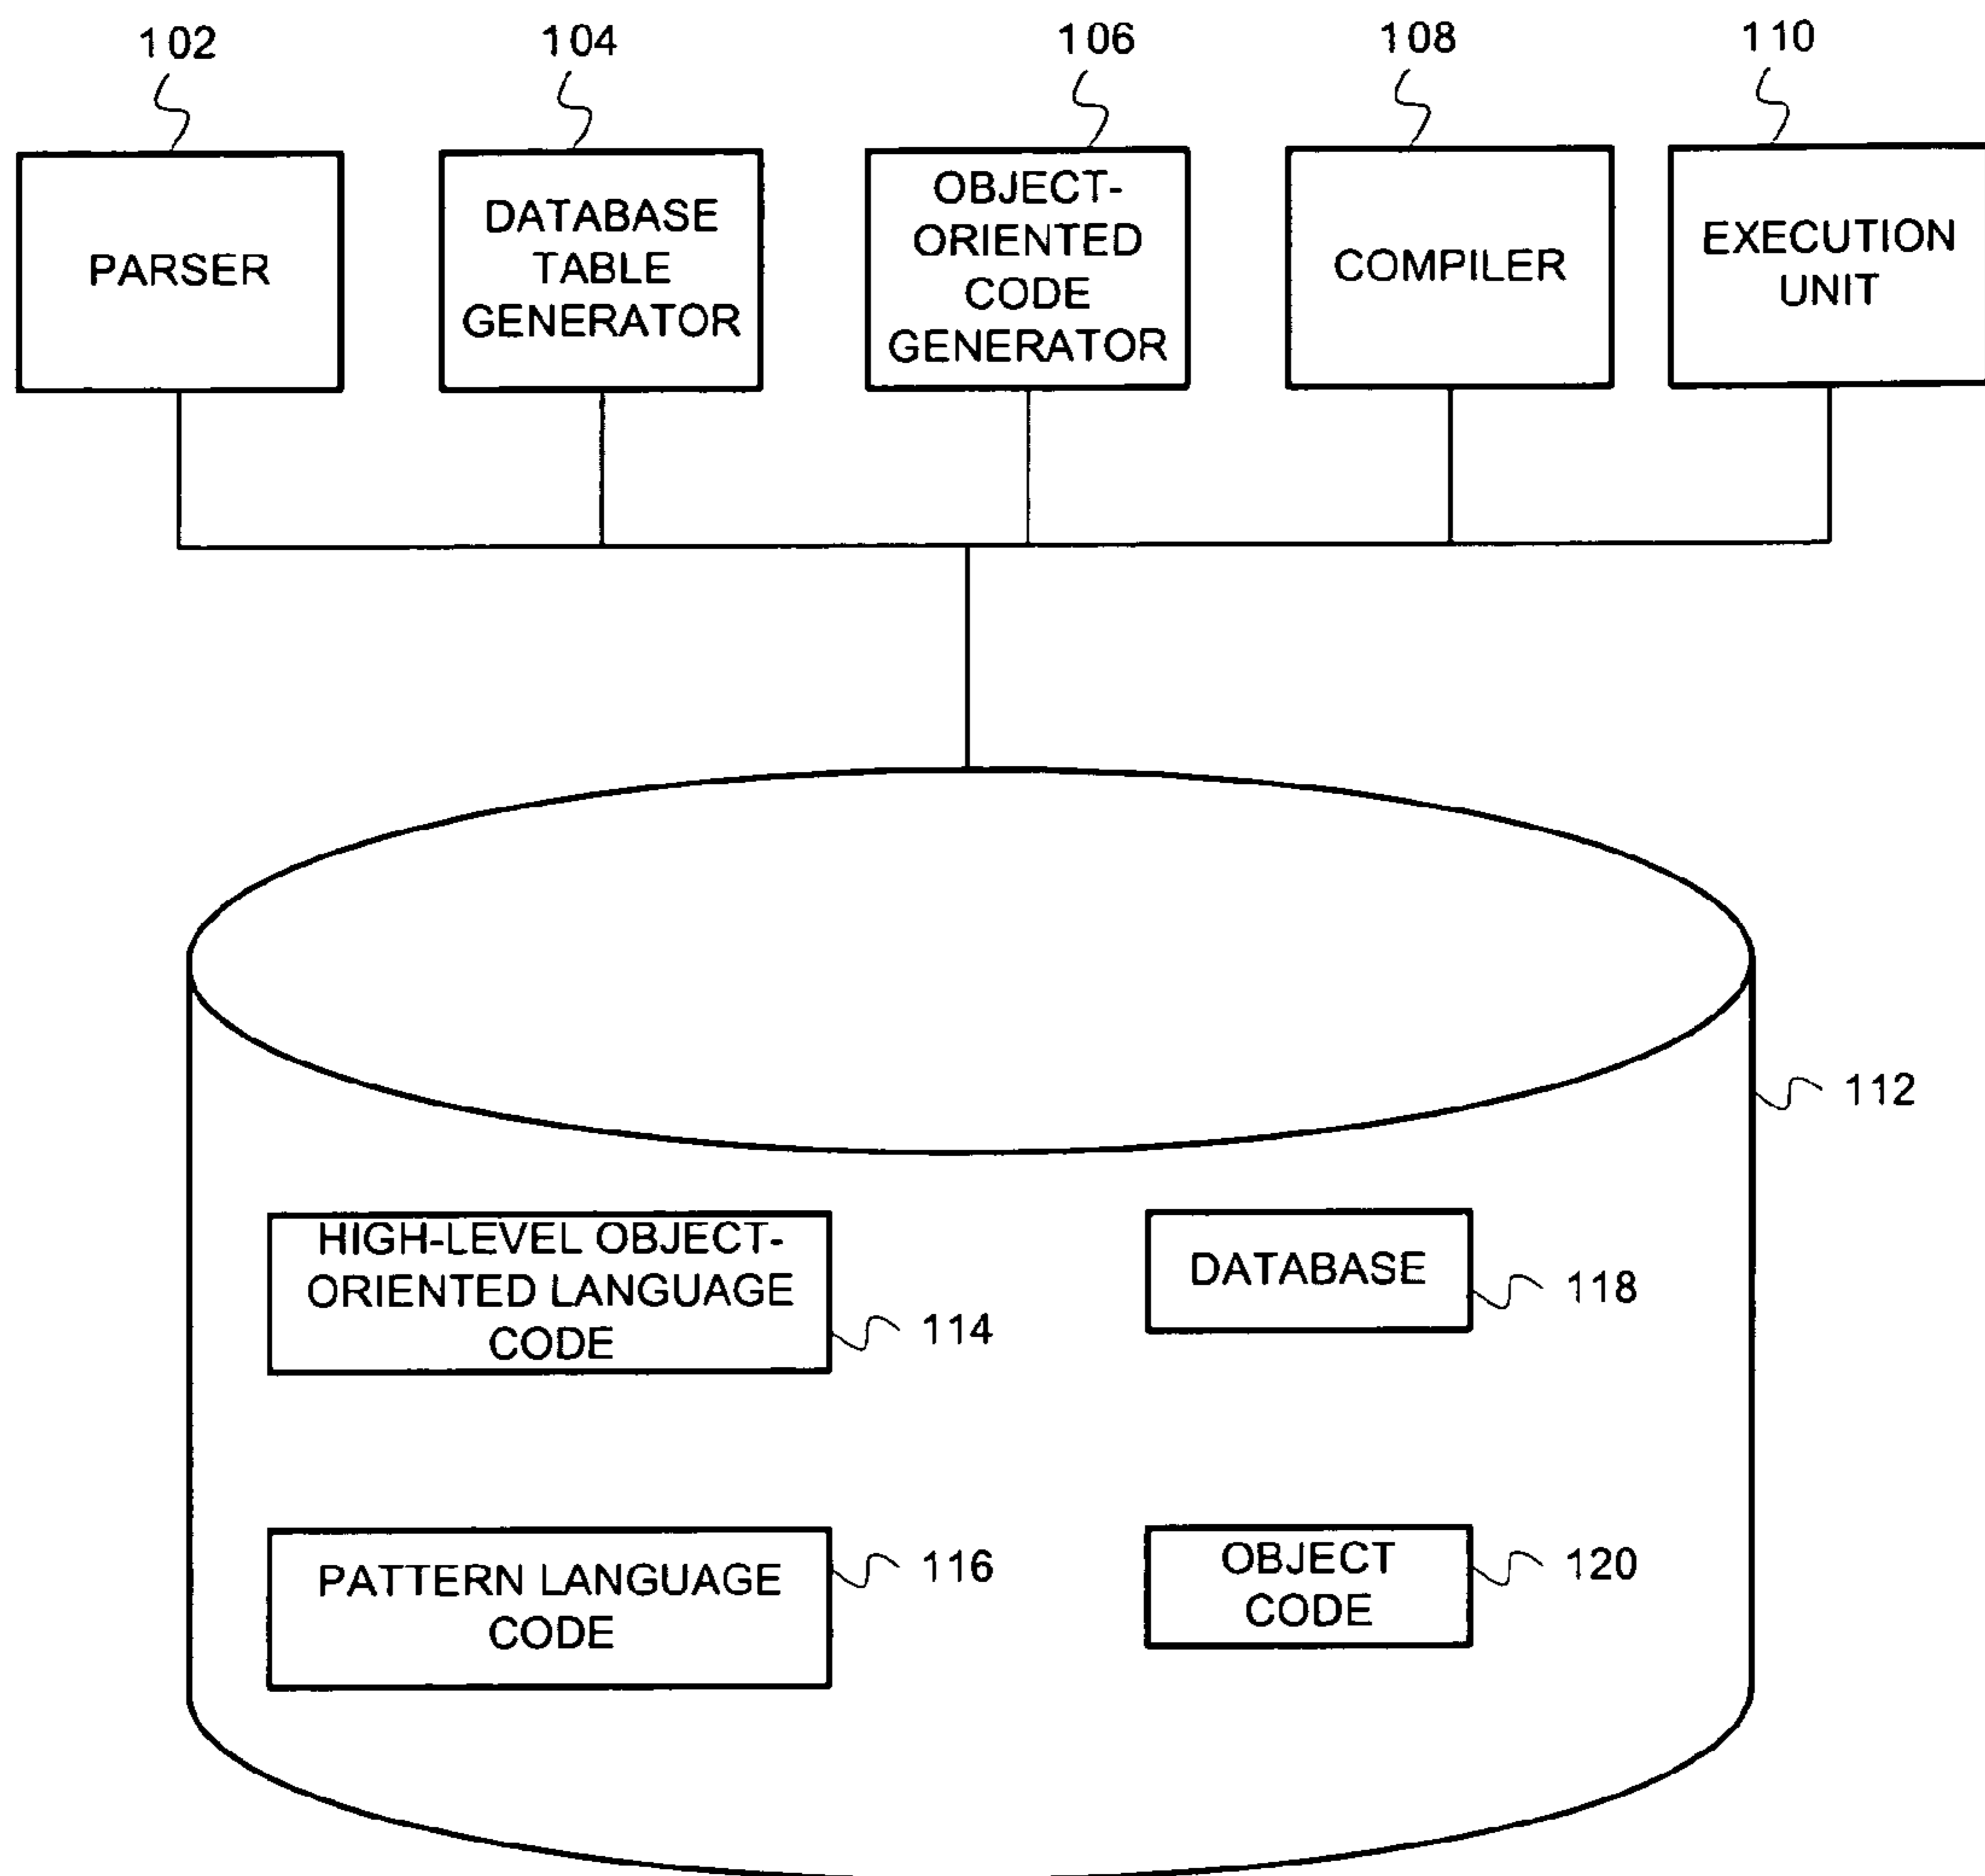 102
104
106
108
110
PARSER
DATABASE
TABLE
GENERATOR
OBJECT-
ORIENTED
CODE
GENERATOR
COMPILER
EXECUTION
UNIT
112
HIGH-LEVEL OBJECT-
ORIENTED LANGUAGE
CODE
114
DATABASE
118
PATTERN LANGUAGE
CODE
116
OBJECT
CODE
120